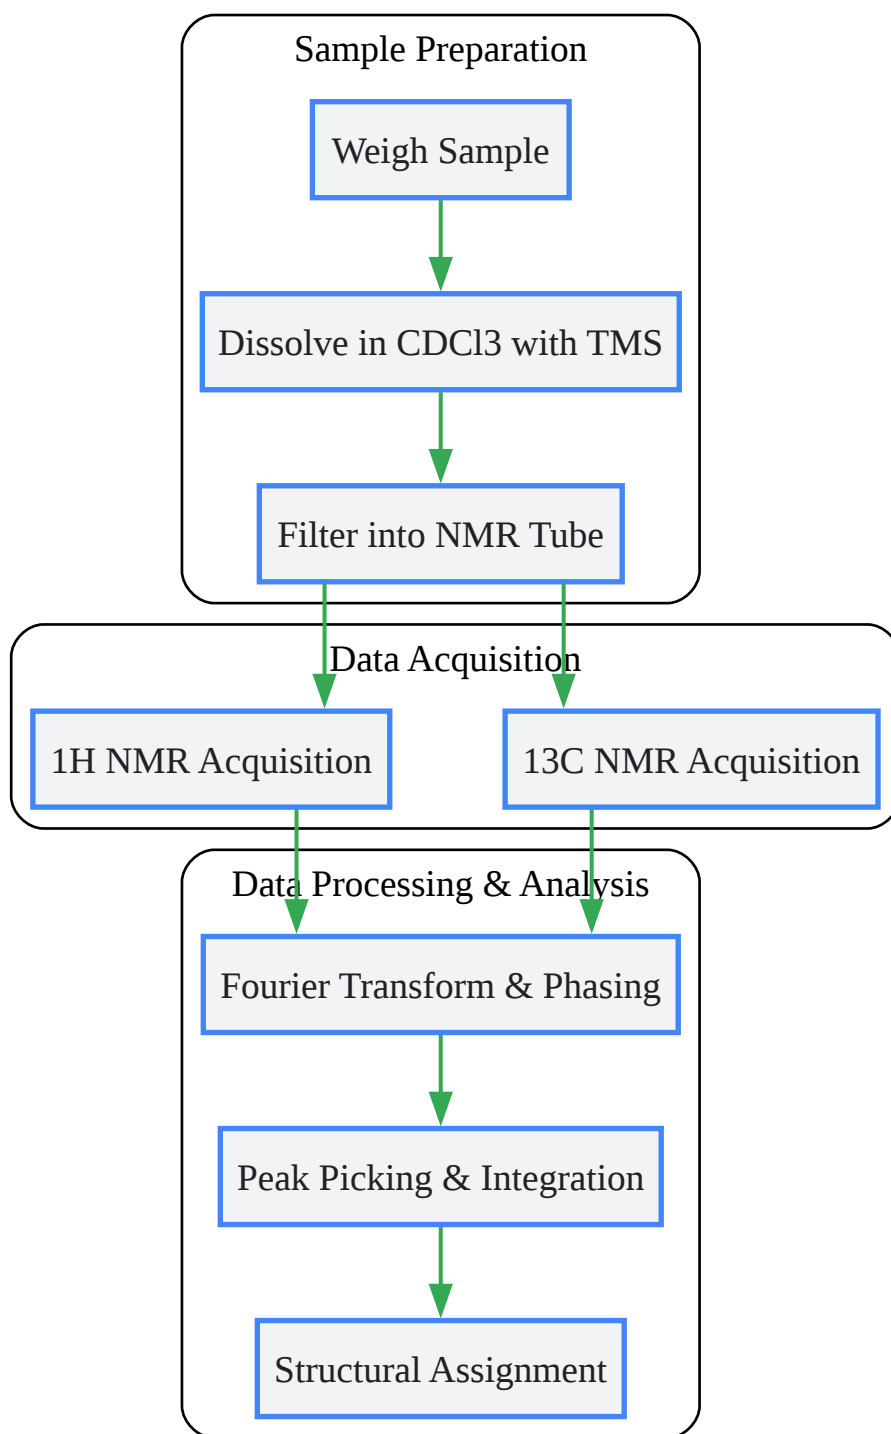 Sample Preparation
Weigh Sample
Dissolve in CDCl3 with TMS
Filter into NMR Tube
Data Acquisition
1H NMR Acquisition
13C NMR Acquisition
Data Processing & Analysis
Fourier Transform & Phasing
Peak Picking & Integration
Structural Assignment